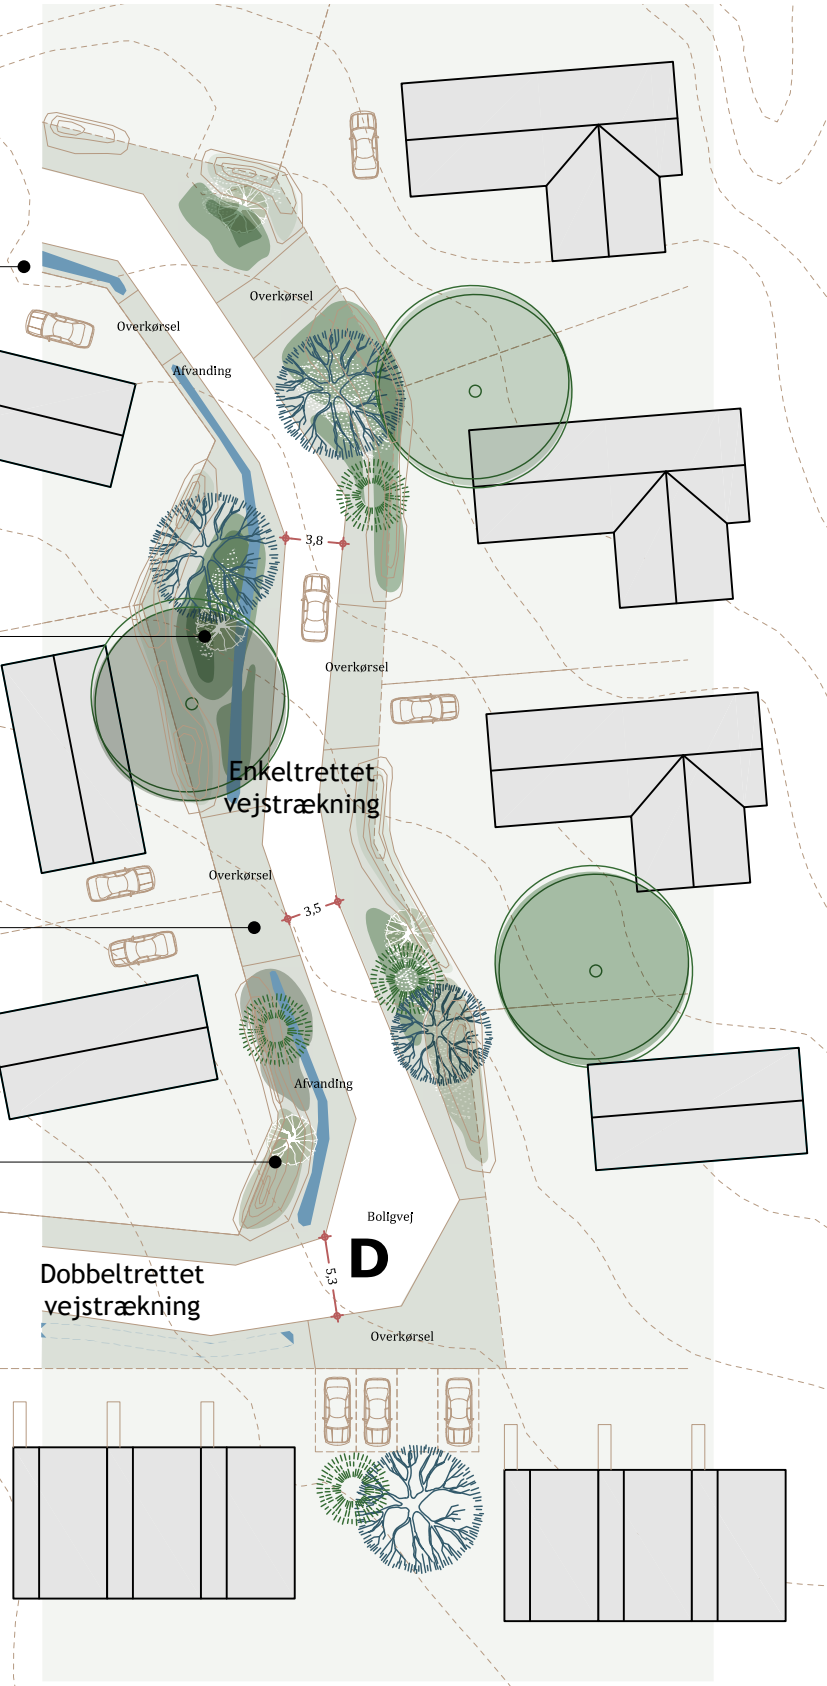 Overkørsel
Overkørsel
Afvanding
3,8
Overkørsel
Enkeltrettet
vejstrækning
Overkørsel
3,5
Afvanding
Boligvej
D
Dobbeltrettet
vejstrækning
5,3
Overkørsel